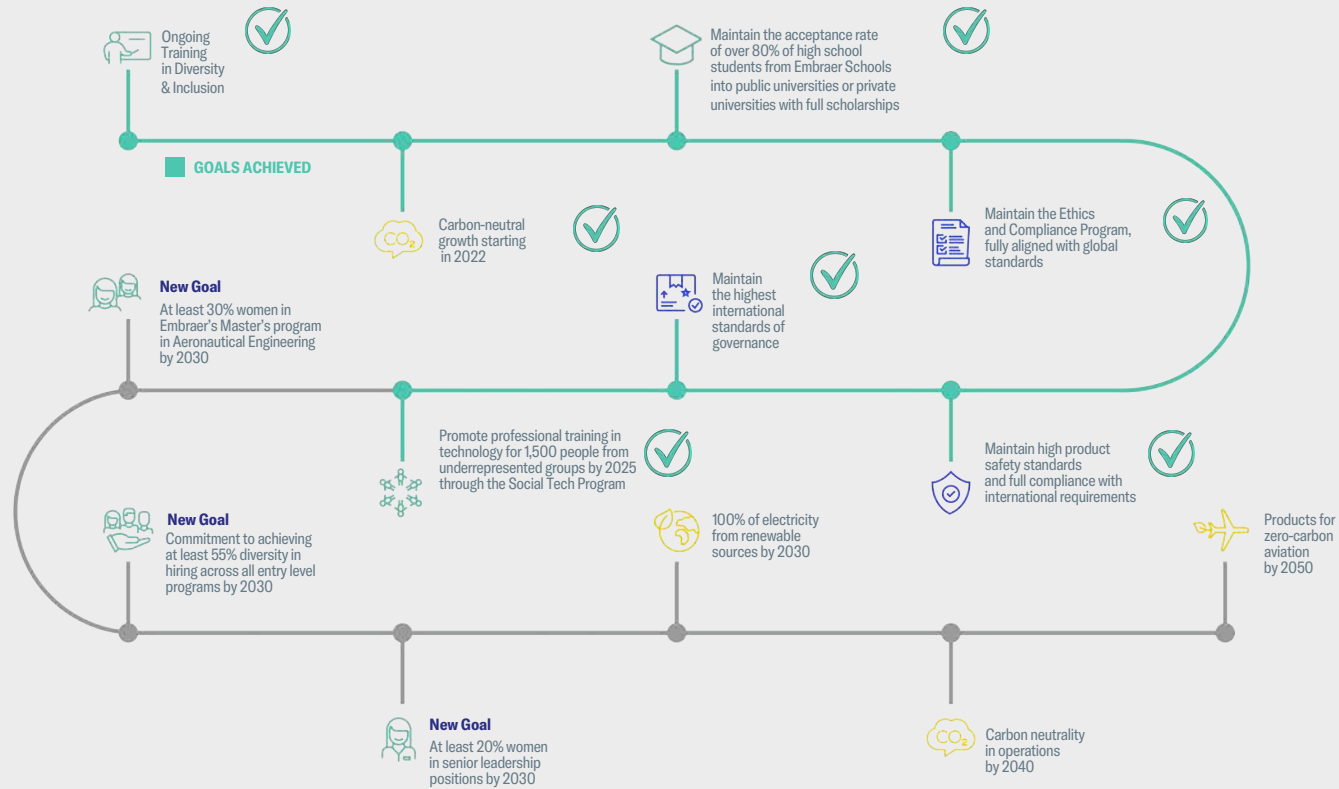 Ongoing
Training
in Diversity
& Inclusion
Maintain the acceptance rate
of over 80% of high school
students from Embraer Schools
into public universities or private
universities with full scholarships
GOALS ACHIEVED
CO₂
Carbon-neutral
growth starting
in 2022
Maintain the Ethics
and Compliance Program,
fully aligned with global
standards
New Goal
At least 30% women in
Embraer's Master's program
in Aeronautical Engineering
by 2030
Maintain
the highest
international
standards of
governance
Promote professional training in
technology for 1,500 people from
underrepresented groups by 2025
through the Social Tech Program
Maintain high product
safety standards
and full compliance with
international requirements
New Goal
Commitment to achieving
at least 55% diversity in
hiring across all entry level
programs by 2030
100% of electricity
from renewable
sources by 2030
Products for
zero-carbon
aviation
by 2050
New Goal
At least 20% women
in senior leadership
positions by 2030
CO₂
Carbon neutrality
in operations
by 2040